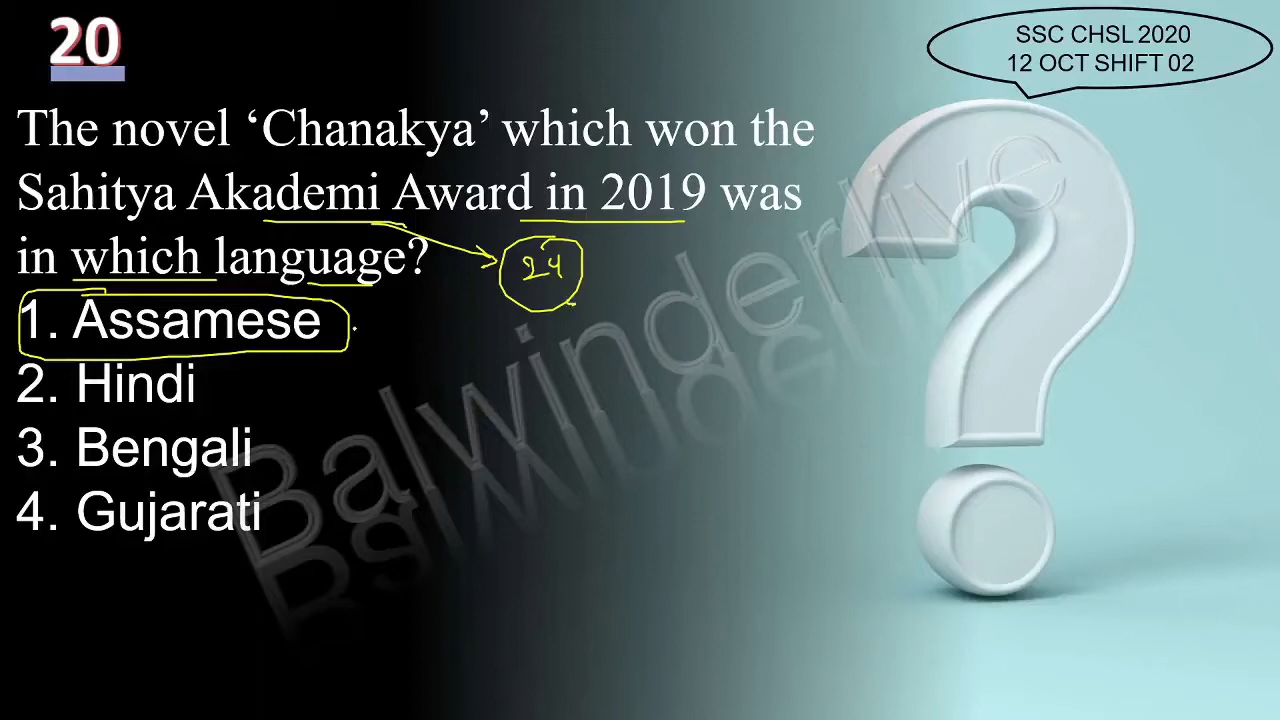 20
SSC CHSL 2020
12 OCT SHIFT 02
The novel ‘Chanakya’ which won the
Sahitya Akademi Award in 2019 was
in which language?
24
1. Assamese
2. Hindi
3. Bengali
4. Gujarati
Balwinderlive